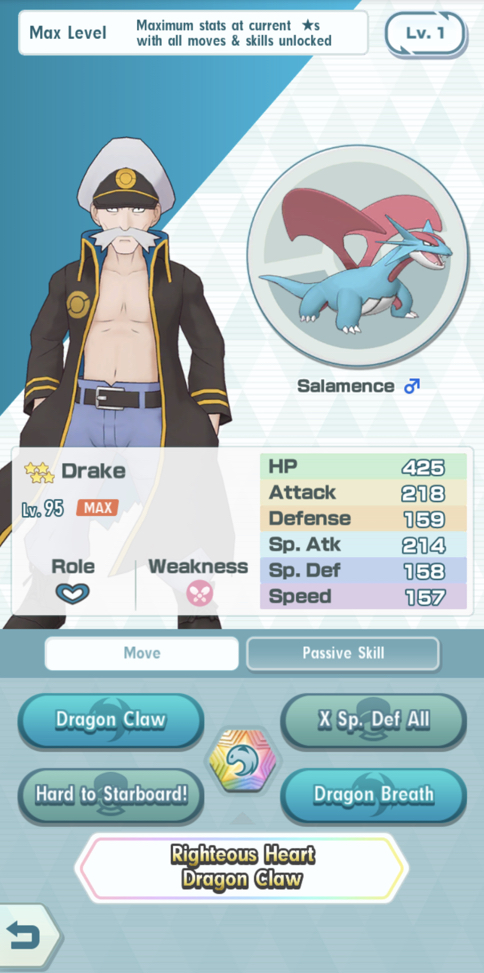 Max Level
Maximum stats at current ★s
with all moves & skills unlocked
Lv. 1
Salamence ♂
Drake
Lv. 95 MAX
Role
Weakness
HP 425
Attack 218
Defense 159
Sp. Atk 214
Sp. Def 158
Speed 157
Move
Passive Skill
Dragon Claw
X Sp. Def All
Hard to Starboard!
Dragon Breath
Righteous Heart
Dragon Claw